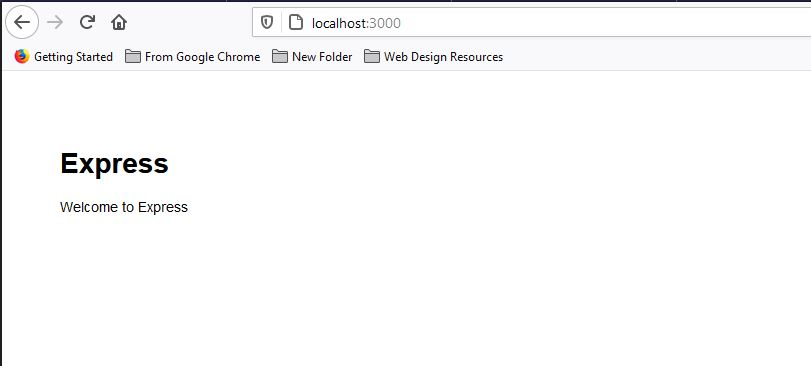 localhost:3000
Getting Started From Google Chrome New Folder Web Design Resources
Express
Welcome to Express